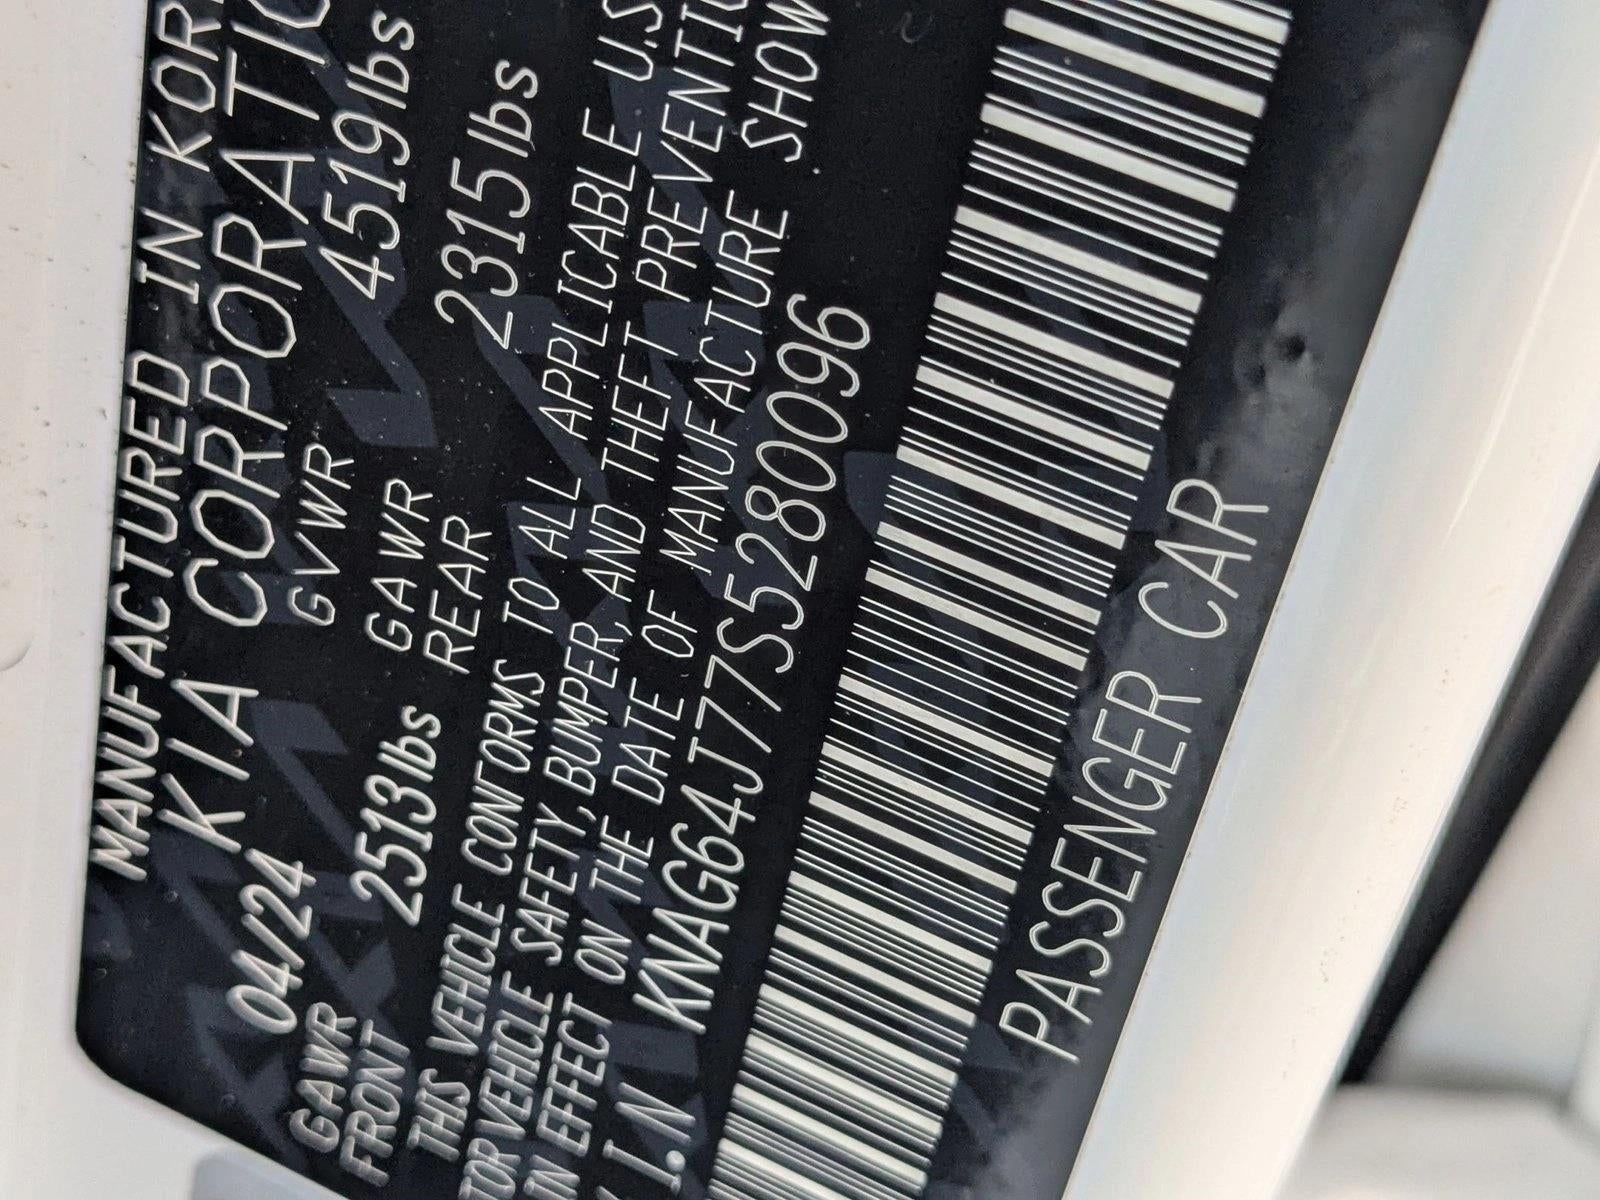 MANUFACTURED IN KOR
KIA CORPORATIO
04/24 GVWR 4519lbs
GAWR FRONT 2513lbs GAWR REAR 2315lbs
THIS VEHICLE CONFORMS TO ALL APPLICABLE U.S
TOR VEHICLE SAFETY, BUMPER, AND THEFT PREVENTIO
IN EFFECT ON THE DATE OF MANUFACTURE SHOW
V.I.N KNAG64J77S5280096
PASSENGER CAR